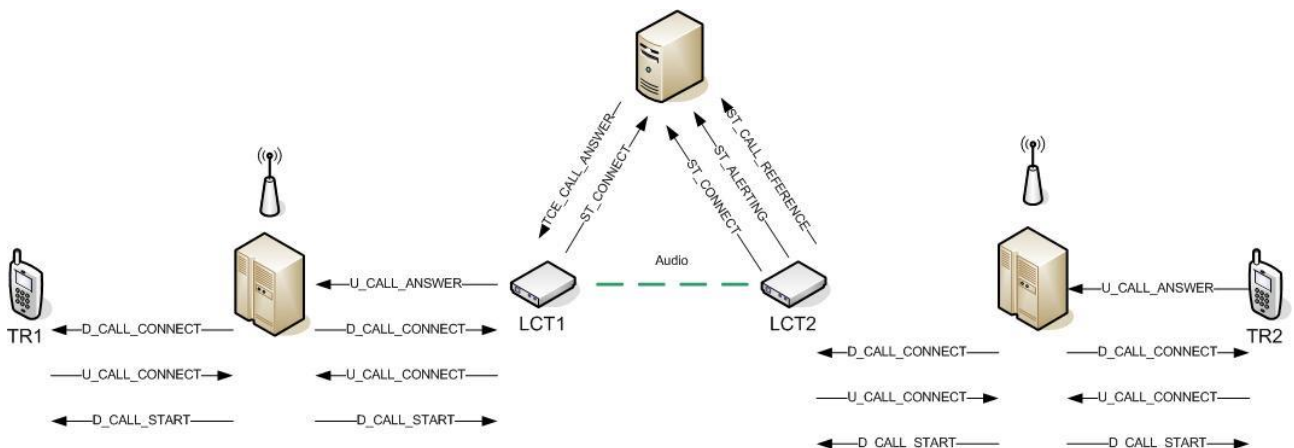 TCE_CALL_ANSWER
ST_CONNECT
ST_CONNECT
ST_ALERTING
ST_CALL_REFERENCE
Audio
U_CALL_ANSWER
U_CALL_ANSWER
TR1
LCT1
LCT2
TR2
D_CALL_CONNECT
D_CALL_CONNECT
D_CALL_CONNECT
D_CALL_CONNECT
U_CALL_CONNECT
U_CALL_CONNECT
U_CALL_CONNECT
U_CALL_CONNECT
D_CALL_START
D_CALL_START
D_CALL_START
D_CALL_START